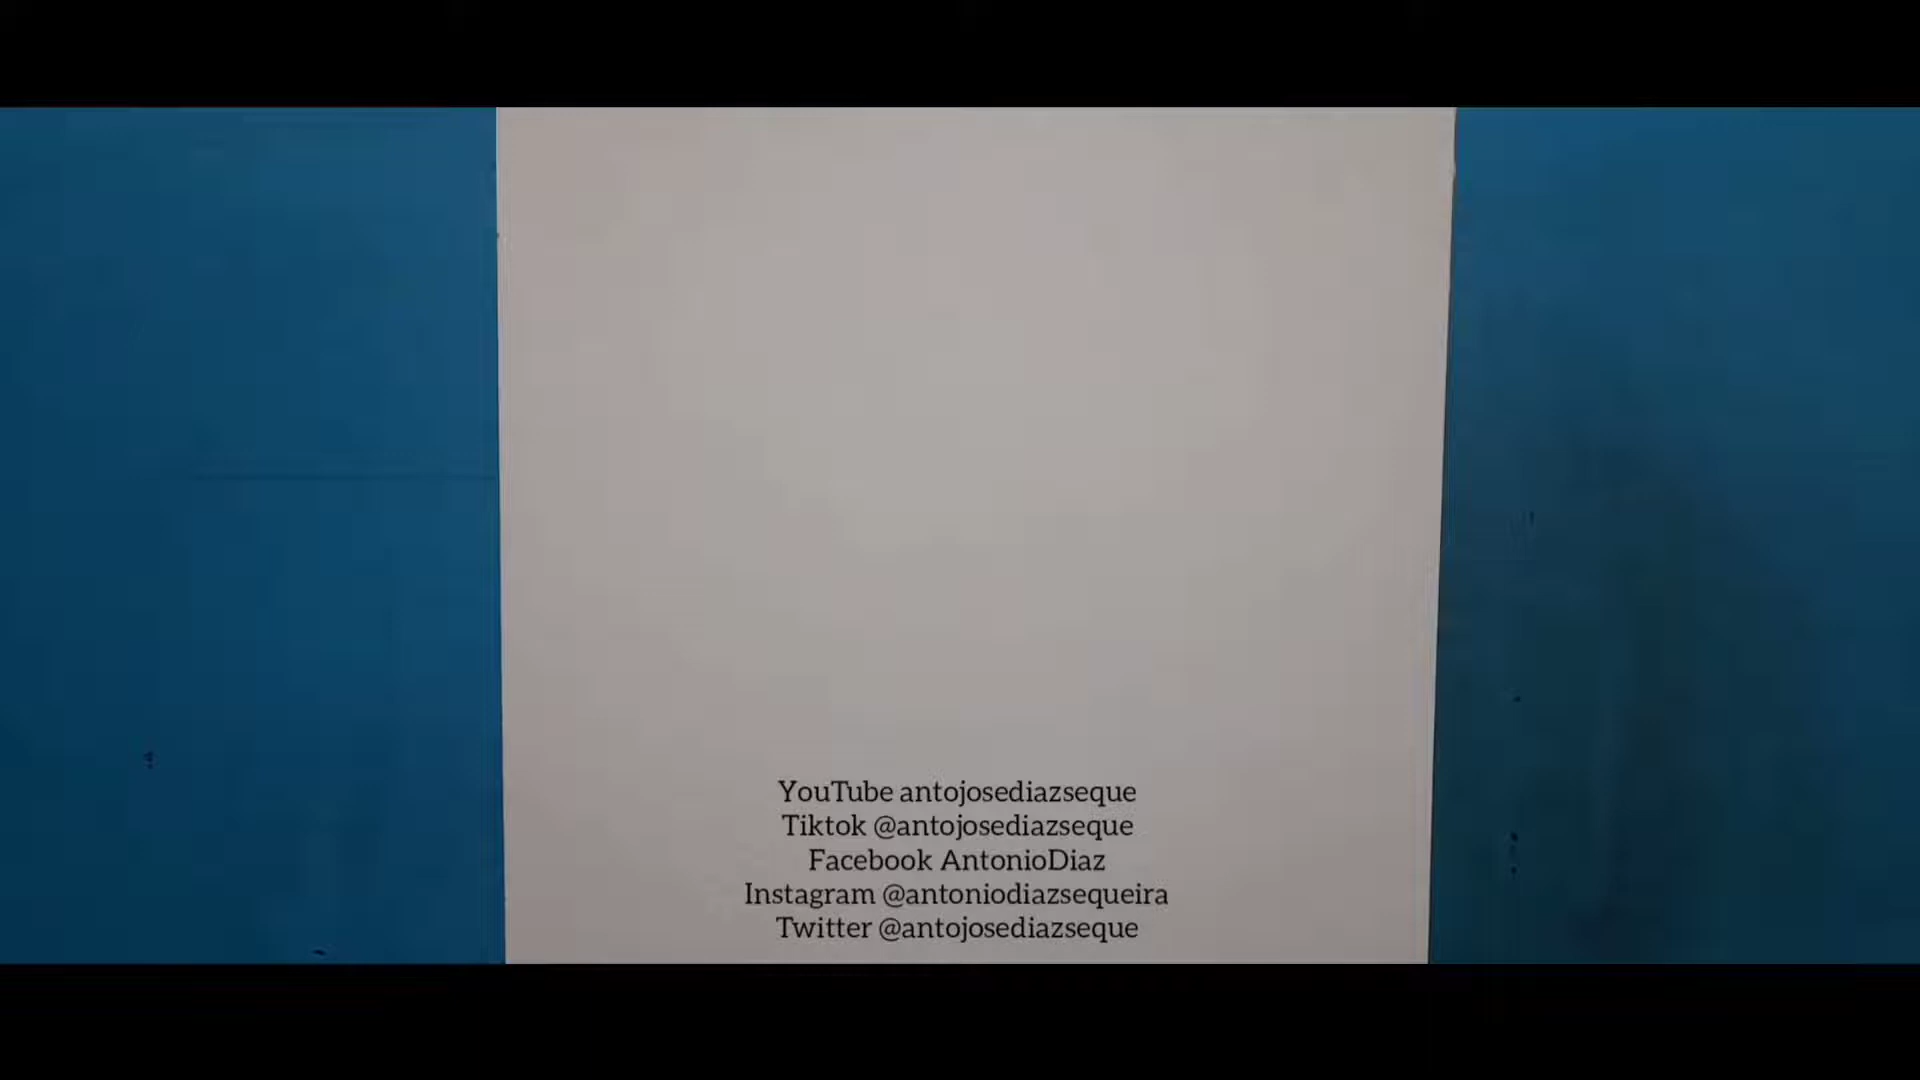 YouTube antojosediazseque
Tiktok @antojosediazseque
Facebook AntonioDiaz
Instagram @antoniodiazsequeira
Twitter @antojosediazseque